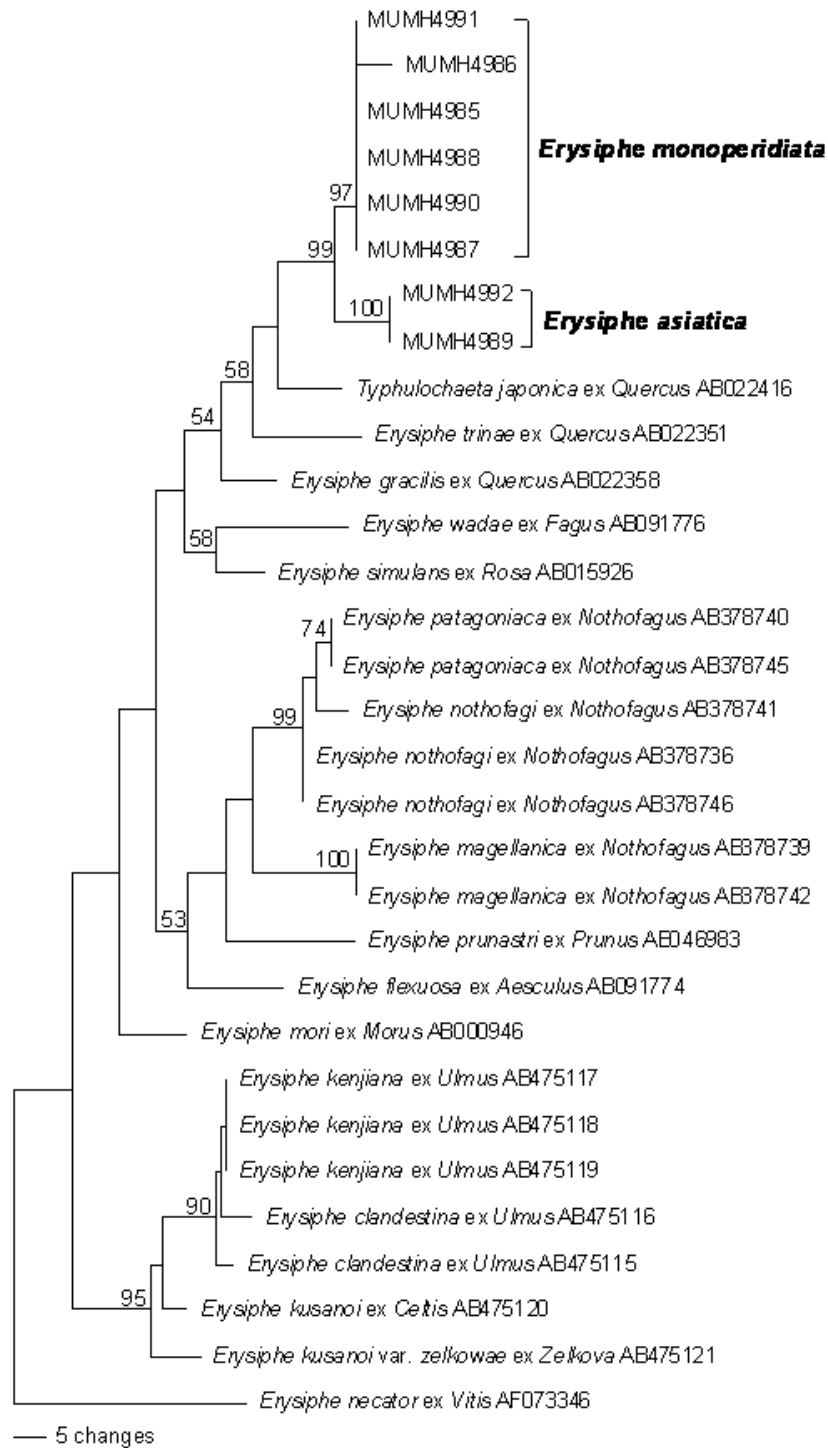 MUMH4991
MUMH4986
MUMH4985
Erysiphe monoperidiata
MUMH4988
97
MUMH4990
99
MUMH4987
100
MUMH4992
Erysiphe asiatica
MUMH4989
58
Typhulochaeta japonica ex Quercus AB022416
54
Erysiphe trinae ex Quercus AB022351
Erysiphe gracilis ex Quercus AB022358
58
Erysiphe wadae ex Fagus AB091776
Erysiphe simulans ex Rosa AB015926
74
Erysiphe patagoniaca ex Nothofagus AB378740
Erysiphe patagoniaca ex Nothofagus AB378745
99
Erysiphe nothofagi ex Nothofagus AB378741
Erysiphe nothofagi ex Nothofagus AB378736
Erysiphe nothofagi ex Nothofagus AB378746
100
Erysiphe magellanica ex Nothofagus AB378739
Erysiphe magellanica ex Nothofagus AB378742
53
Erysiphe prunastri ex Prunus AB046983
Erysiphe flexuosa ex Aesculus AB091774
Erysiphe mori ex Morus AB000946
Erysiphe kenjiana ex Ulmus AB475117
Erysiphe kenjiana ex Ulmus AB475118
Erysiphe kenjiana ex Ulmus AB475119
90
Erysiphe clandestina ex Ulmus AB475116
Erysiphe clandestina ex Ulmus AB475115
95
Erysiphe kusanoi ex Celtis AB475120
Erysiphe kusanoi var. zelkowae ex Zelkova AB475121
Erysiphe necator ex Vitis AF073346
5 changes